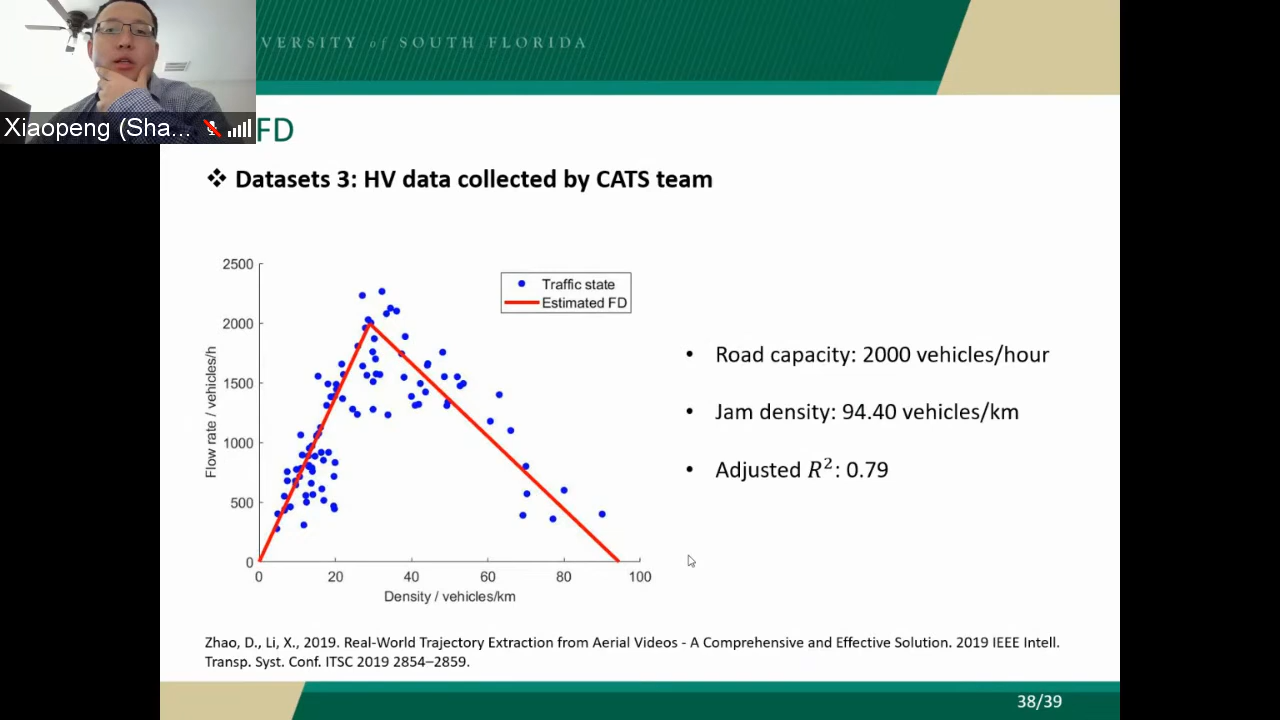 VERSITY of SOUTH FLORIDA
Xiaopeng (Sha...
FD
Datasets 3: HV data collected by CATS team
2500
2000
1500
1000
500
0
0 20 40 60 80 100
Flow rate / vehicles/h
Density / vehicles/km
Traffic state
Estimated FD
• Road capacity: 2000 vehicles/hour
• Jam density: 94.40 vehicles/km
• Adjusted R²: 0.79
Zhao, D., Li, X., 2019. Real-World Trajectory Extraction from Aerial Videos - A Comprehensive and Effective Solution. 2019 IEEE Intell.
Transp. Syst. Conf. ITSC 2019 2854–2859.
38/39